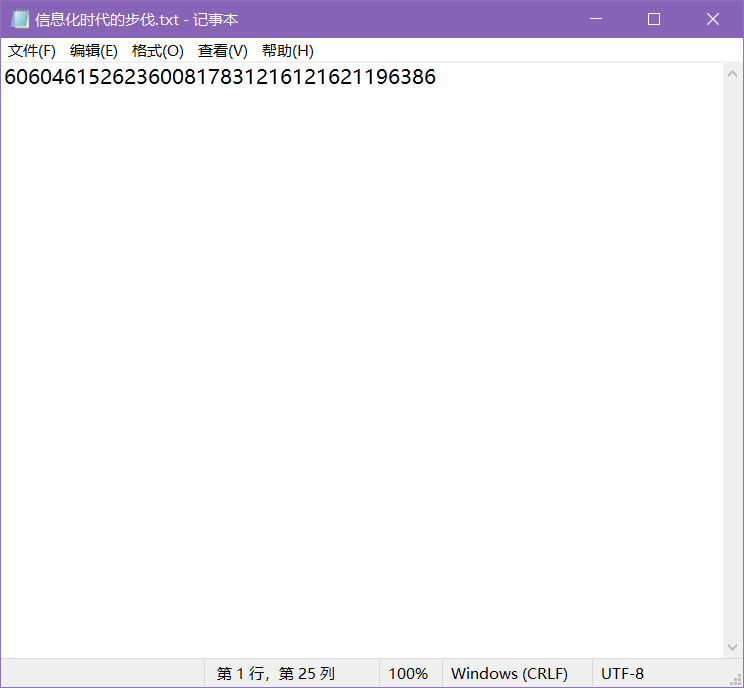 信息化时代的步伐.txt - 记事本
文件(F) 编辑(E) 格式(O) 查看(V) 帮助(H)
606046152623600817831216121621196386
第 1 行，第 25 列 100% Windows (CRLF) UTF-8